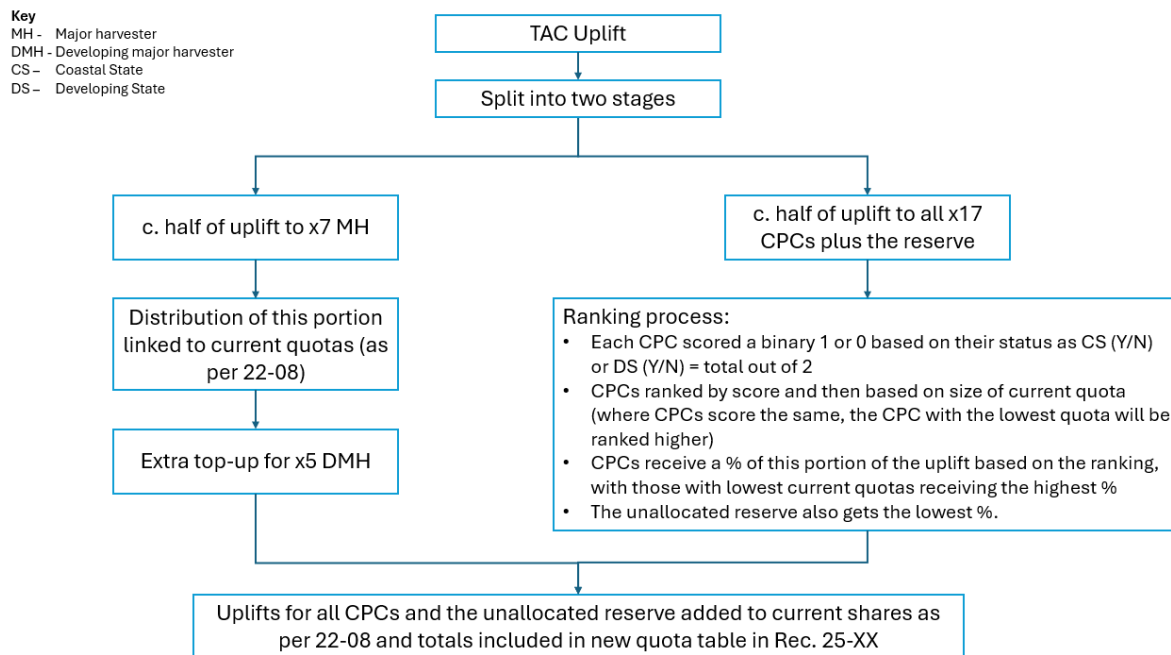 Key
MH - Major harvester
DMH - Developing major harvester
CS – Coastal State
DS – Developing State
TAC Uplift
Split into two stages
c. half of uplift to x7 MH
c. half of uplift to all x17
CPCs plus the reserve
Distribution of this portion
linked to current quotas (as
per 22-08)
Extra top-up for x5 DMH
Ranking process:
• Each CPC scored a binary 1 or 0 based on their status as CS (Y/N)
or DS (Y/N) = total out of 2
• CPCs ranked by score and then based on size of current quota
(where CPCs score the same, the CPC with the lowest quota will be
ranked higher)
• CPCs receive a % of this portion of the uplift based on the ranking,
with those with lowest current quotas receiving the highest %
• The unallocated reserve also gets the lowest %.
Uplifts for all CPCs and the unallocated reserve added to current shares as
per 22-08 and totals included in new quota table in Rec. 25-XX